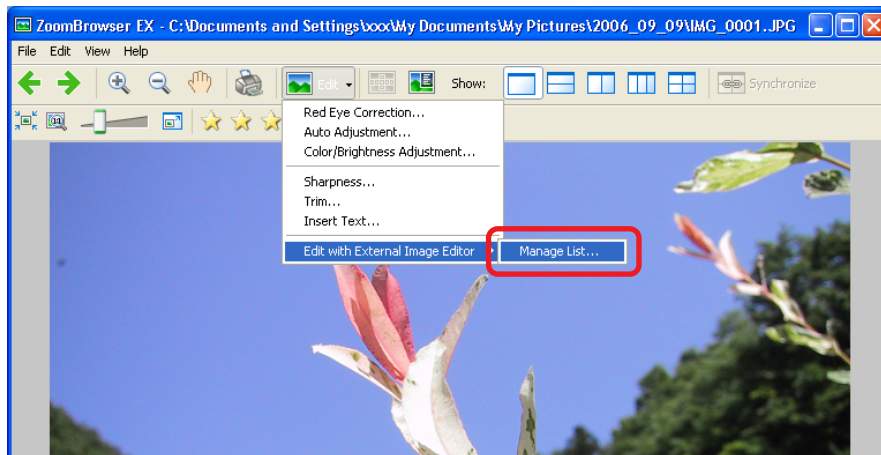 ZoomBrowser EX - C:\Documents and Settings\xxx\My Documents\My Pictures\2006_09_09\IMG_0001.JPG
File Edit View Help
Edit Show: Synchronize
Red Eye Correction...
Auto Adjustment...
Color/Brightness Adjustment...
Sharpness...
Trim...
Insert Text...
Edit with External Image Editor Manage List...